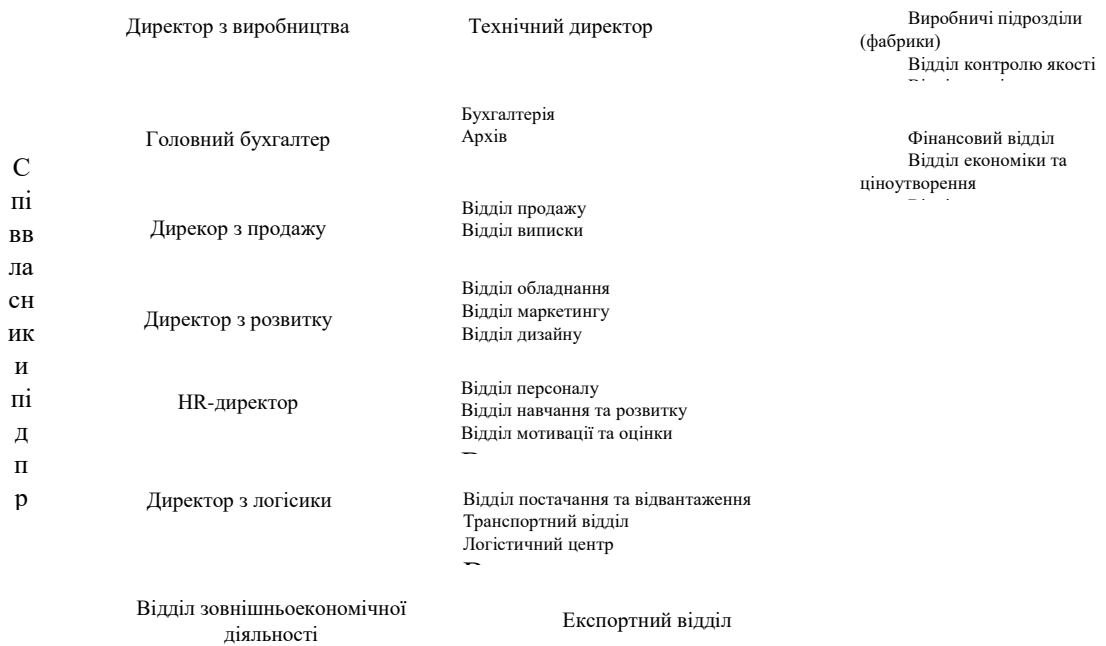 Директор з виробництва
Технічний директор
Виробничі підрозділи
(фабрики)
Відділ контролю якості
Головний бухгалтер
Бухгалтерія
Архів
Фінансовий відділ
Відділ економіки та
ціноутворення
С
пі
вв
ла
сн
ик
и
пі
д
п
р
Дирекор з продажу
Відділ продажу
Відділ виписки
Директор з розвитку
Відділ обладнання
Відділ маркетингу
Відділ дизайну
HR-директор
Відділ персоналу
Відділ навчання та розвитку
Відділ мотивації та оцінки
Директор з логісики
Відділ постачання та відвантаження
Транспортний відділ
Логістичний центр
Відділ зовнішньоекономічної
діяльності
Експортний відділ